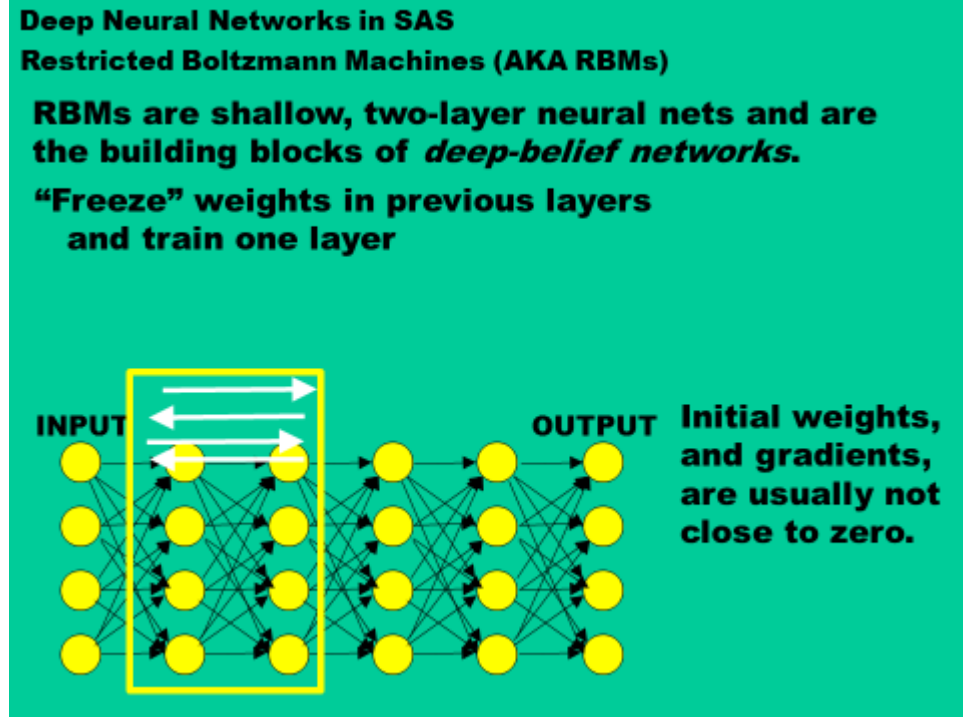 Deep Neural Networks in SAS
Restricted Boltzmann Machines (AKA RBMs)
RBMs are shallow, two-layer neural nets and are
the building blocks of deep-belief networks.
“Freeze” weights in previous layers
and train one layer
INPUT
OUTPUT
Initial weights,
and gradients,
are usually not
close to zero.